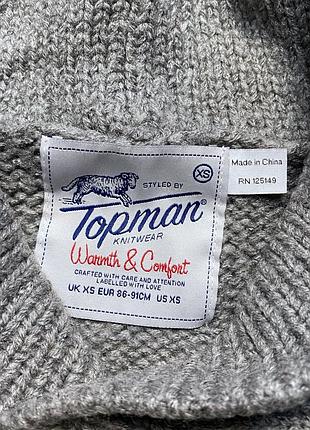 XS
STYLED BY
Topman®
KNITWEAR
Warmth & Comfort
CRAFTED WITH CARE AND ATTENTION
LABELLED WITH LOVE
UK XS EUR 86-91CM US XS
Made in China
RN 125149